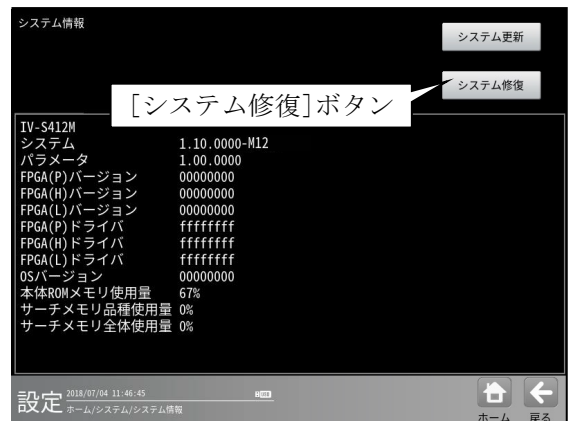 システム情報
システム更新
システム修復
[システム修復]ボタン
IV-S412M
システム 1.10.0000-M12
パラメータ 1.00.0000
FPGA(P)バージョン 00000000
FPGA(H)バージョン 00000000
FPGA(L)バージョン 00000000
FPGA(P)ドライバ ffffffff
FPGA(H)ドライバ ffffffff
FPGA(L)ドライバ ffffffff
OSバージョン 00000000
本体ROMメモリ使用量 67%
サーチメモリ品種使用量 0%
サーチメモリ全体使用量 0%
設定 2018/07/04 11:46:45
ホーム/システム/システム情報
ホーム 戻る